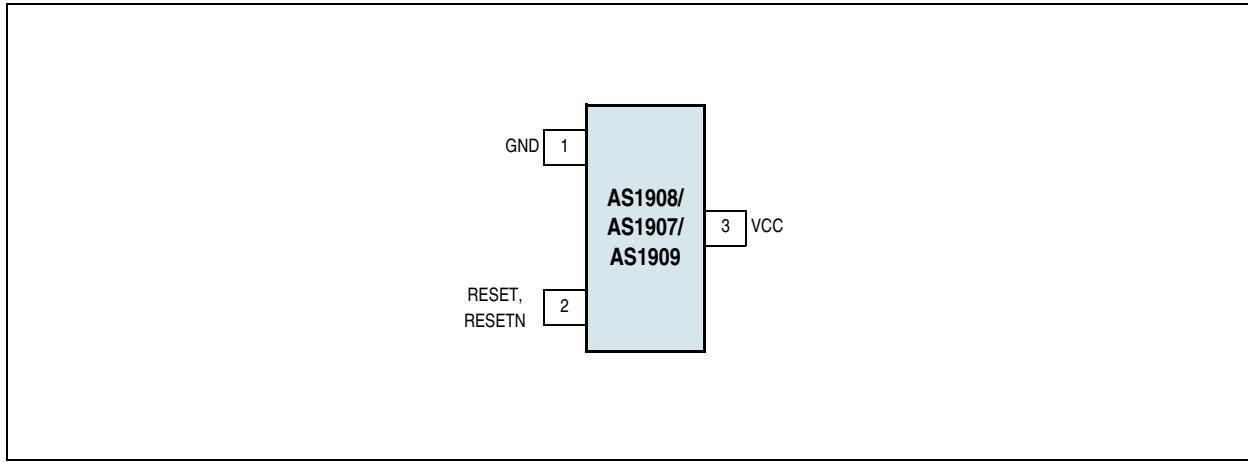 GND 1
AS1908/
AS1907/
AS1909
3 VCC
RESET,
RESETN
2